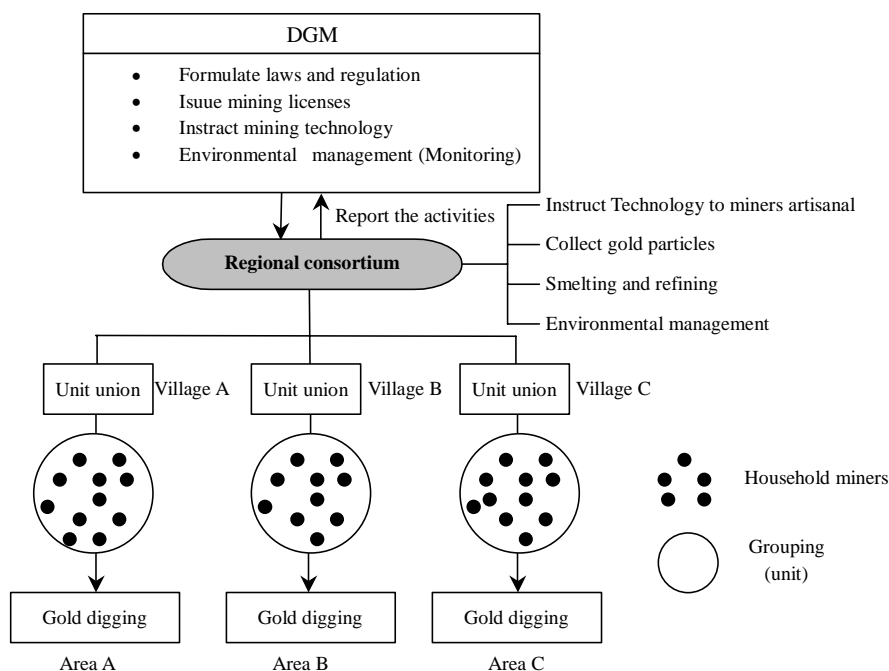 DGM
• Formulate laws and regulation
• Isuue mining licenses
• Instract mining technology
• Environmental management (Monitoring)
Report the activities
Regional consortium
Instruct Technology to miners artisanal
Collect gold particles
Smelting and refining
Environmental management
Unit union
Village A
Unit union
Village B
Unit union
Village C
Household miners
Grouping
(unit)
Gold digging
Gold digging
Gold digging
Area A
Area B
Area C